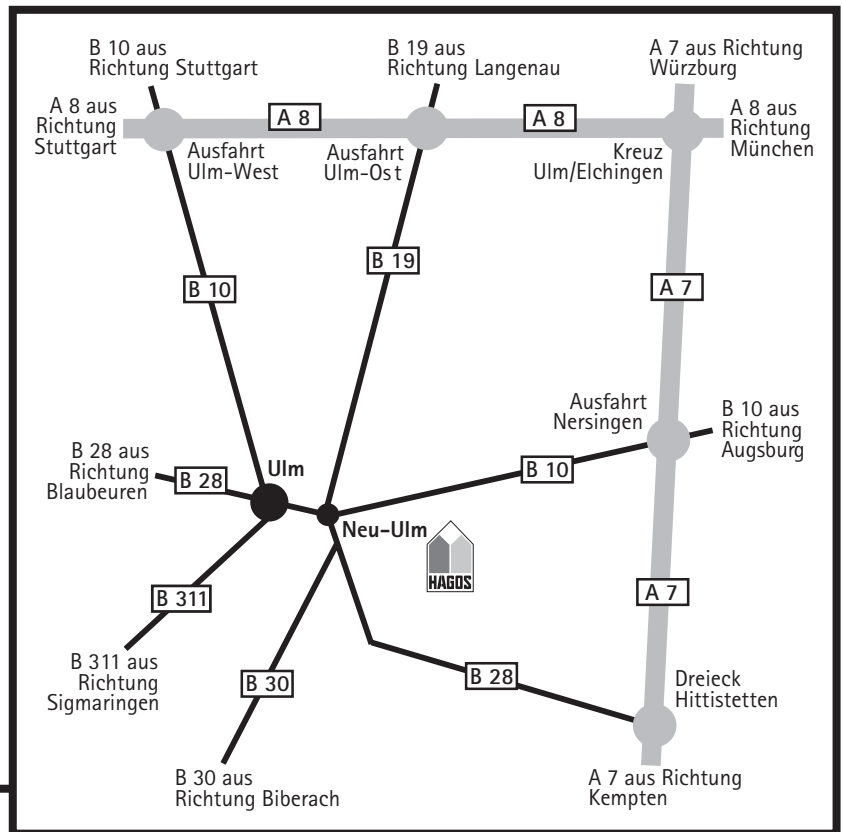 B 10 aus
Richtung Stuttgart
B 19 aus
Richtung Langenau
A 7 aus Richtung
Würzburg
A 8 aus
Richtung
Stuttgart
A 8
A 8
A 8 aus
Richtung
München
Ausfahrt
Ulm-West
Ausfahrt
Ulm-Ost
Kreuz
Ulm/Elchingen
B 10
B 19
A 7
Ausfahrt
Nersingen
B 10 aus
Richtung
Augsburg
B 28 aus
Richtung
Blaubeuren
B 28
Ulm
B 10
Neu-Ulm
HAGOS
B 311
A 7
B 311 aus
Richtung
Sigmaringen
B 30
B 28
Dreieck
Hittistetten
B 30 aus
Richtung Biberach
A 7 aus Richtung
Kempten